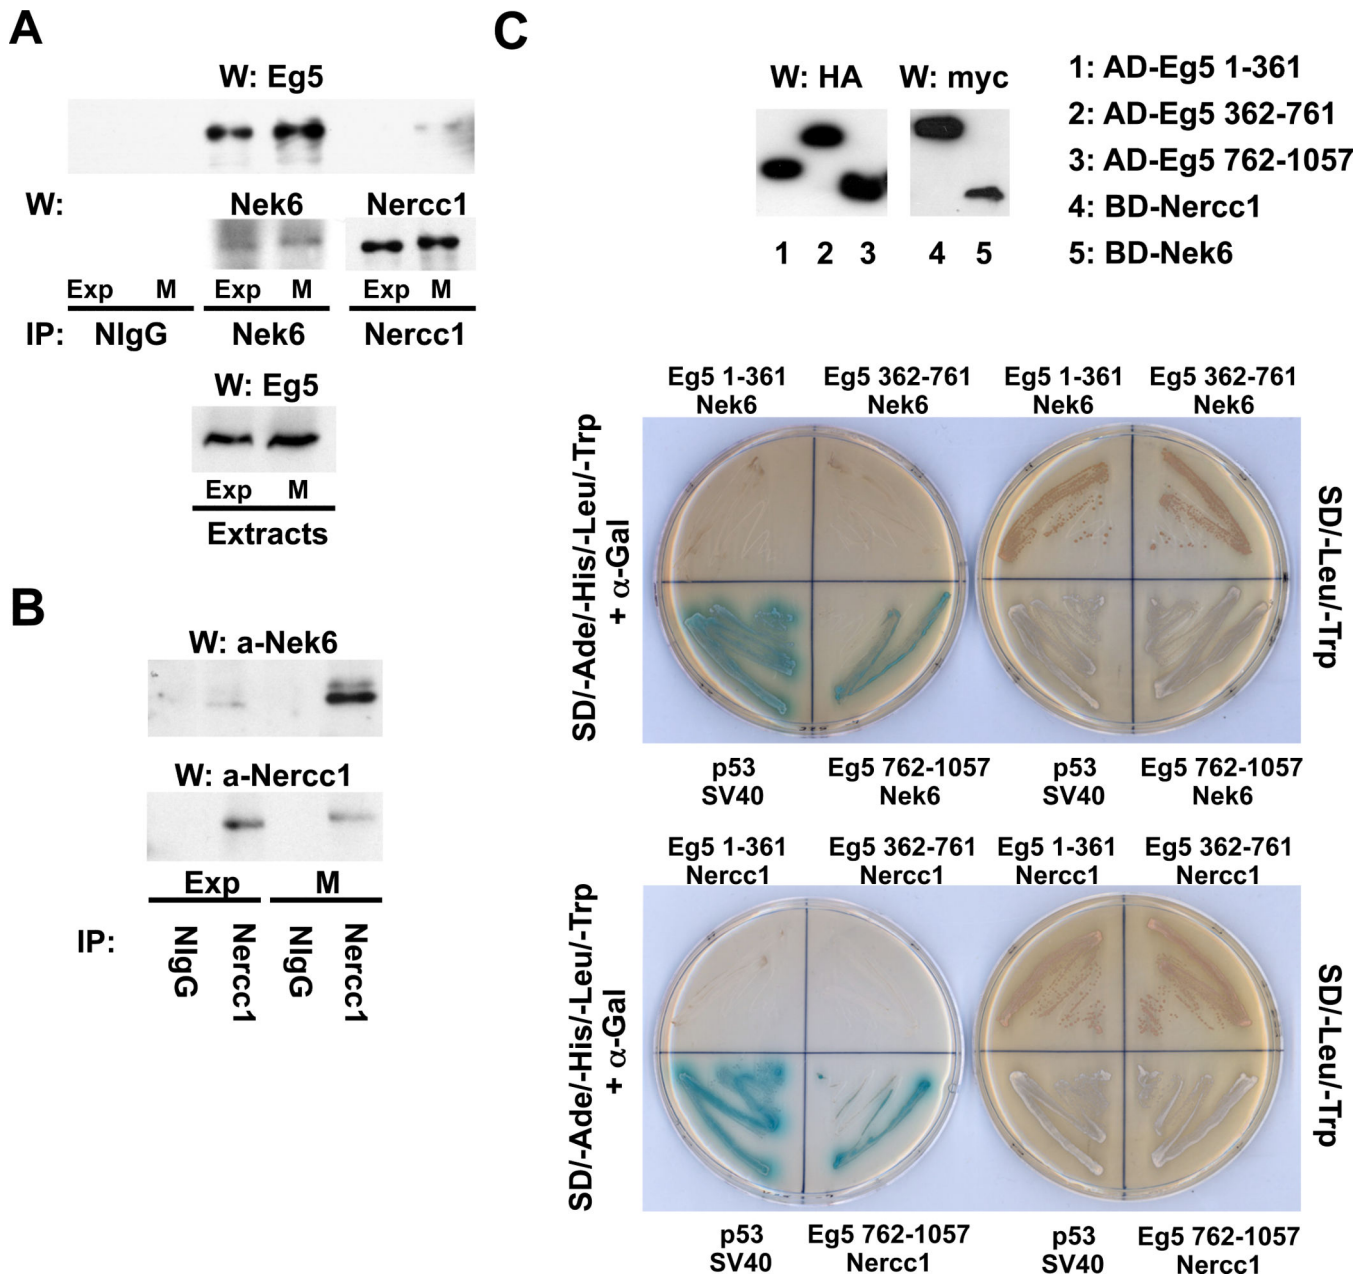 A
W: Eg5
W:
Nek6
Nercc1
Exp
M
Exp
M
Exp
M
IP:
NIgG
Nek6
Nercc1
W: Eg5
Exp
M
Extracts
B
W: a-Nek6
W: a-Nercc1
Exp
M
IP:
NIgG
Nercc1
NIgG
Nercc1
C
W: HA
W: myc
1
2
3
4
5
1: AD-Eg5 1-361
2: AD-Eg5 362-761
3: AD-Eg5 762-1057
4: BD-Nercc1
5: BD-Nek6
Eg5 1-361
Nek6
Eg5 362-761
Nek6
Eg5 1-361
Nek6
Eg5 362-761
Nek6
SD/-Ade/-His/-Leu/-Trp
+ α-Gal
SD/-Leu/-Trp
p53
SV40
Eg5 762-1057
Nek6
p53
SV40
Eg5 762-1057
Nek6
Eg5 1-361
Nercc1
Eg5 362-761
Nercc1
Eg5 1-361
Nercc1
Eg5 362-761
Nercc1
SD/-Ade/-His/-Leu/-Trp
+ α-Gal
SD/-Leu/-Trp
p53
SV40
Eg5 762-1057
Nercc1
p53
SV40
Eg5 762-1057
Nercc1